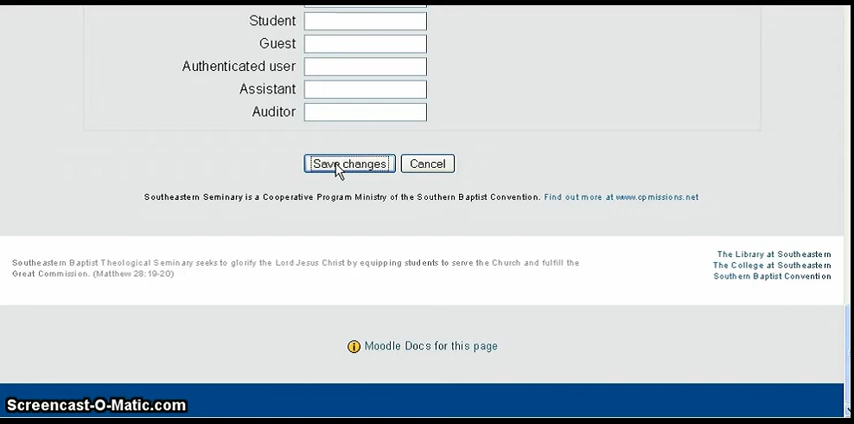 Student
Guest
Authenticated user
Assistant
Auditor
Save changes Cancel
Southeastern Seminary is a Cooperative Program Ministry of the Southern Baptist Convention. Find out more at www.cpmissions.net
Southeastern Baptist Theological Seminary seeks to glorify the Lord Jesus Christ by equipping students to serve the Church and fulfill the
Great Commission. (Matthew 28:19-20)
The Library at Southeastern
The College at Southeastern
Southern Baptist Convention
Moodle Docs for this page
Screencast-O-Matic.com